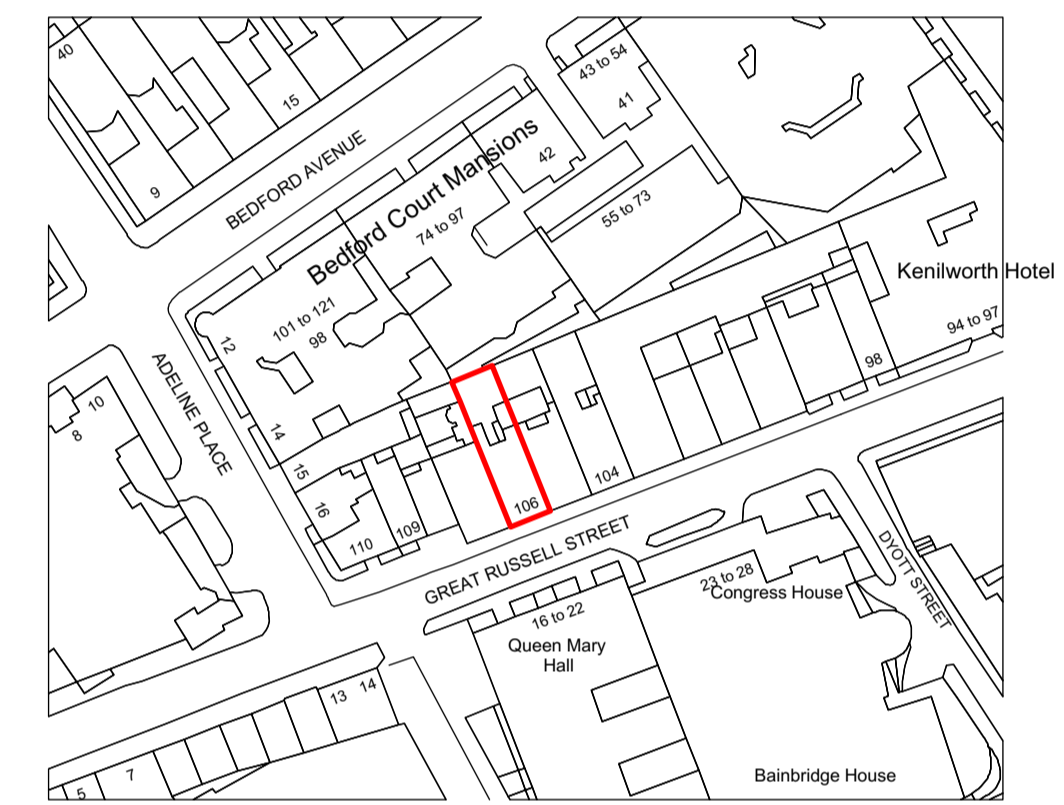 40
15
9
BEDFORD AVENUE
43 to 54
41
42
Bedford Court Mansions
74 to 97
55 to 73
101 to 121
98
12
14
15
16
Kenilworth Hotel
94 to 97
98
ADELINE PLACE
10
8
104
106
109
110
GREAT RUSSELL STREET
DYOTT STREET
23 to 28
Congress House
16 to 22
Queen Mary
Hall
13
14
7
5
Bainbridge House